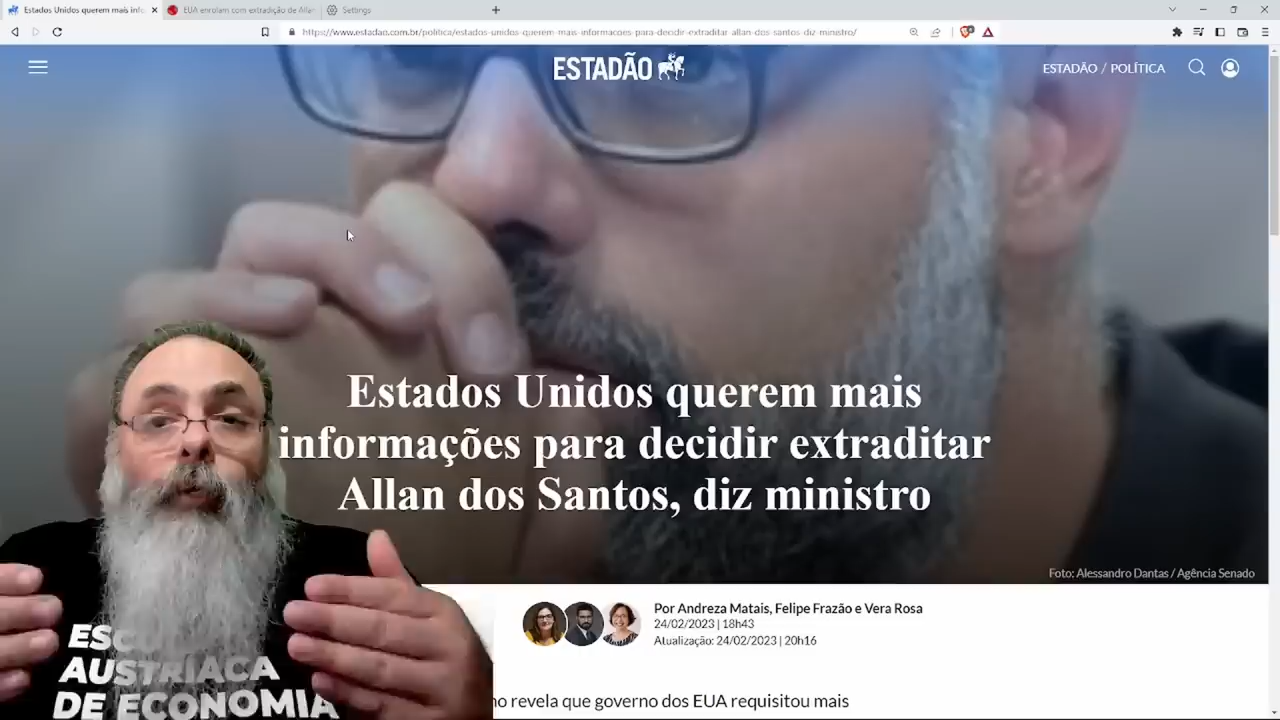 Estados Unidos querem mais infor
EUA enrolam com extradição de Allan
Settings
https://www.estadao.com.br/politica/estados-unidos-querem-mais-informacoes-para-decidir-extraditar-allan-dos-santos-diz-ministro/
ESTADÃO
ESTADÃO / POLÍTICA
Estados Unidos querem mais
informações para decidir extraditar
Allan dos Santos, diz ministro
Foto: Alessandro Dantas / Agência Senado
Por Andreza Matais, Felipe Frazão e Vera Rosa
24/02/2023 | 18h43
Atualização: 24/02/2023 | 20h16
revela que governo dos EUA requisitou mais
AUSTRÍACA
DE ECONOMIA